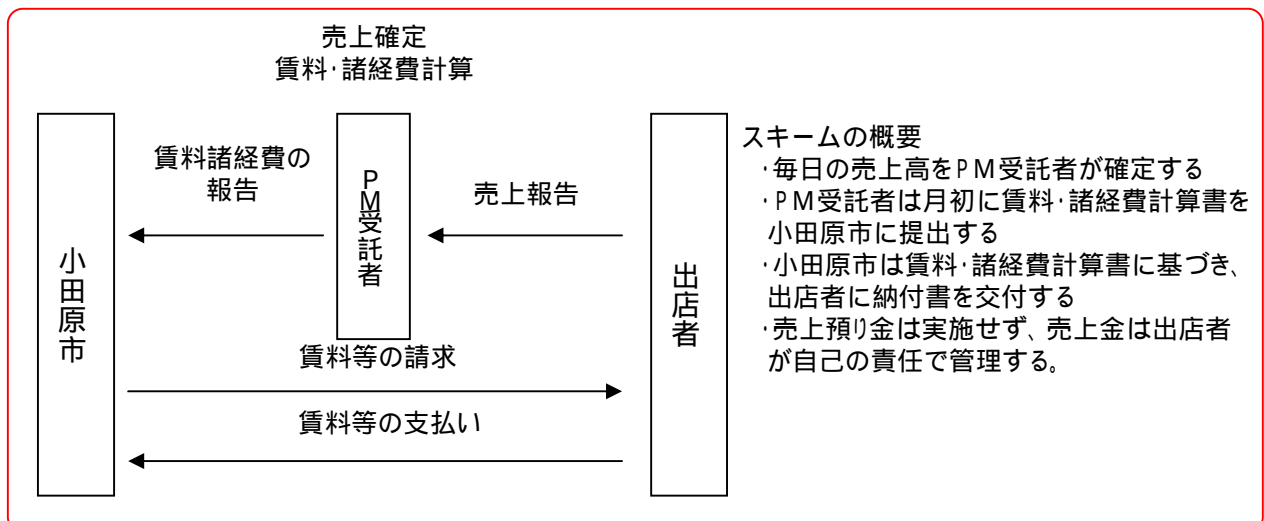 売上確定
賃料・諸経費計算
賃料諸経費の
報告
PM受託者
売上報告
小田原市
出店者
賃料等の請求
賃料等の支払い
スキームの概要
・毎日の売上高をPM受託者が確定する
・PM受託者は月初に賃料・諸経費計算書を
小田原市に提出する
・小田原市は賃料・諸経費計算書に基づき、
出店者に納付書を交付する
・売上預り金は実施せず、売上金は出店者
が自己の責任で管理する。